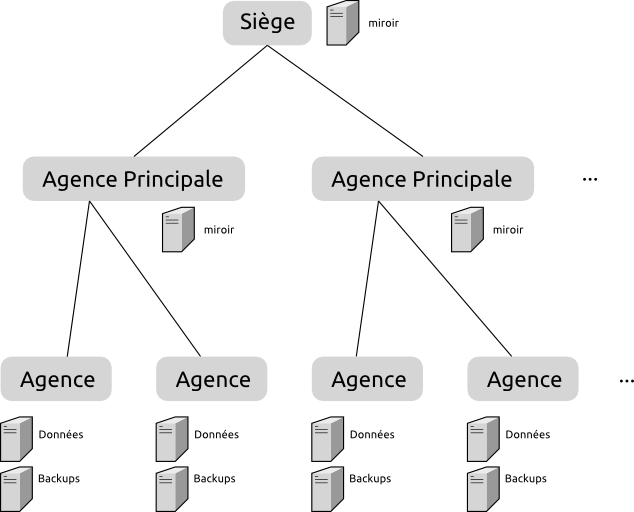 Siège
miroir
Agence Principale
Agence Principale
...
miroir
miroir
Agence
Agence
Agence
Agence
...
Données
Données
Données
Données
Backups
Backups
Backups
Backups